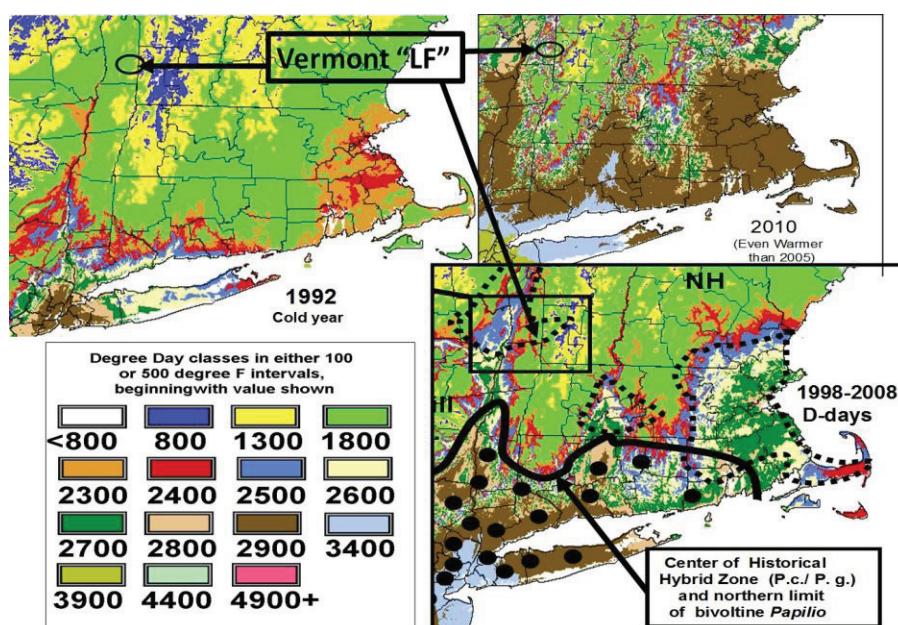 Vermont "LF"
1992
Cold year
2010
(Even Warmer
than 2005)
Degree Day classes in either 100
or 500 degree F intervals,
beginningwith value shown
<800 800 1300 1800
2300 2400 2500 2600
2700 2800 2900 3400
3900 4400 4900+
NH
1998-2008
D-days
Center of Historical
Hybrid Zone (P.c./ P. g.)
and northern limit
of bivoltine Papilio